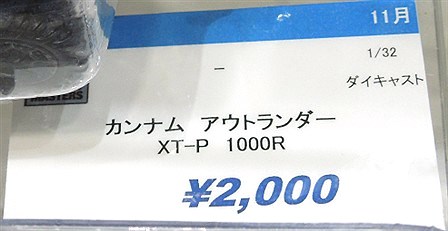 11月
1/32
－
ダイキャスト
MASTERS
カンナム アウトランダー
XT-P 1000R
¥2,000